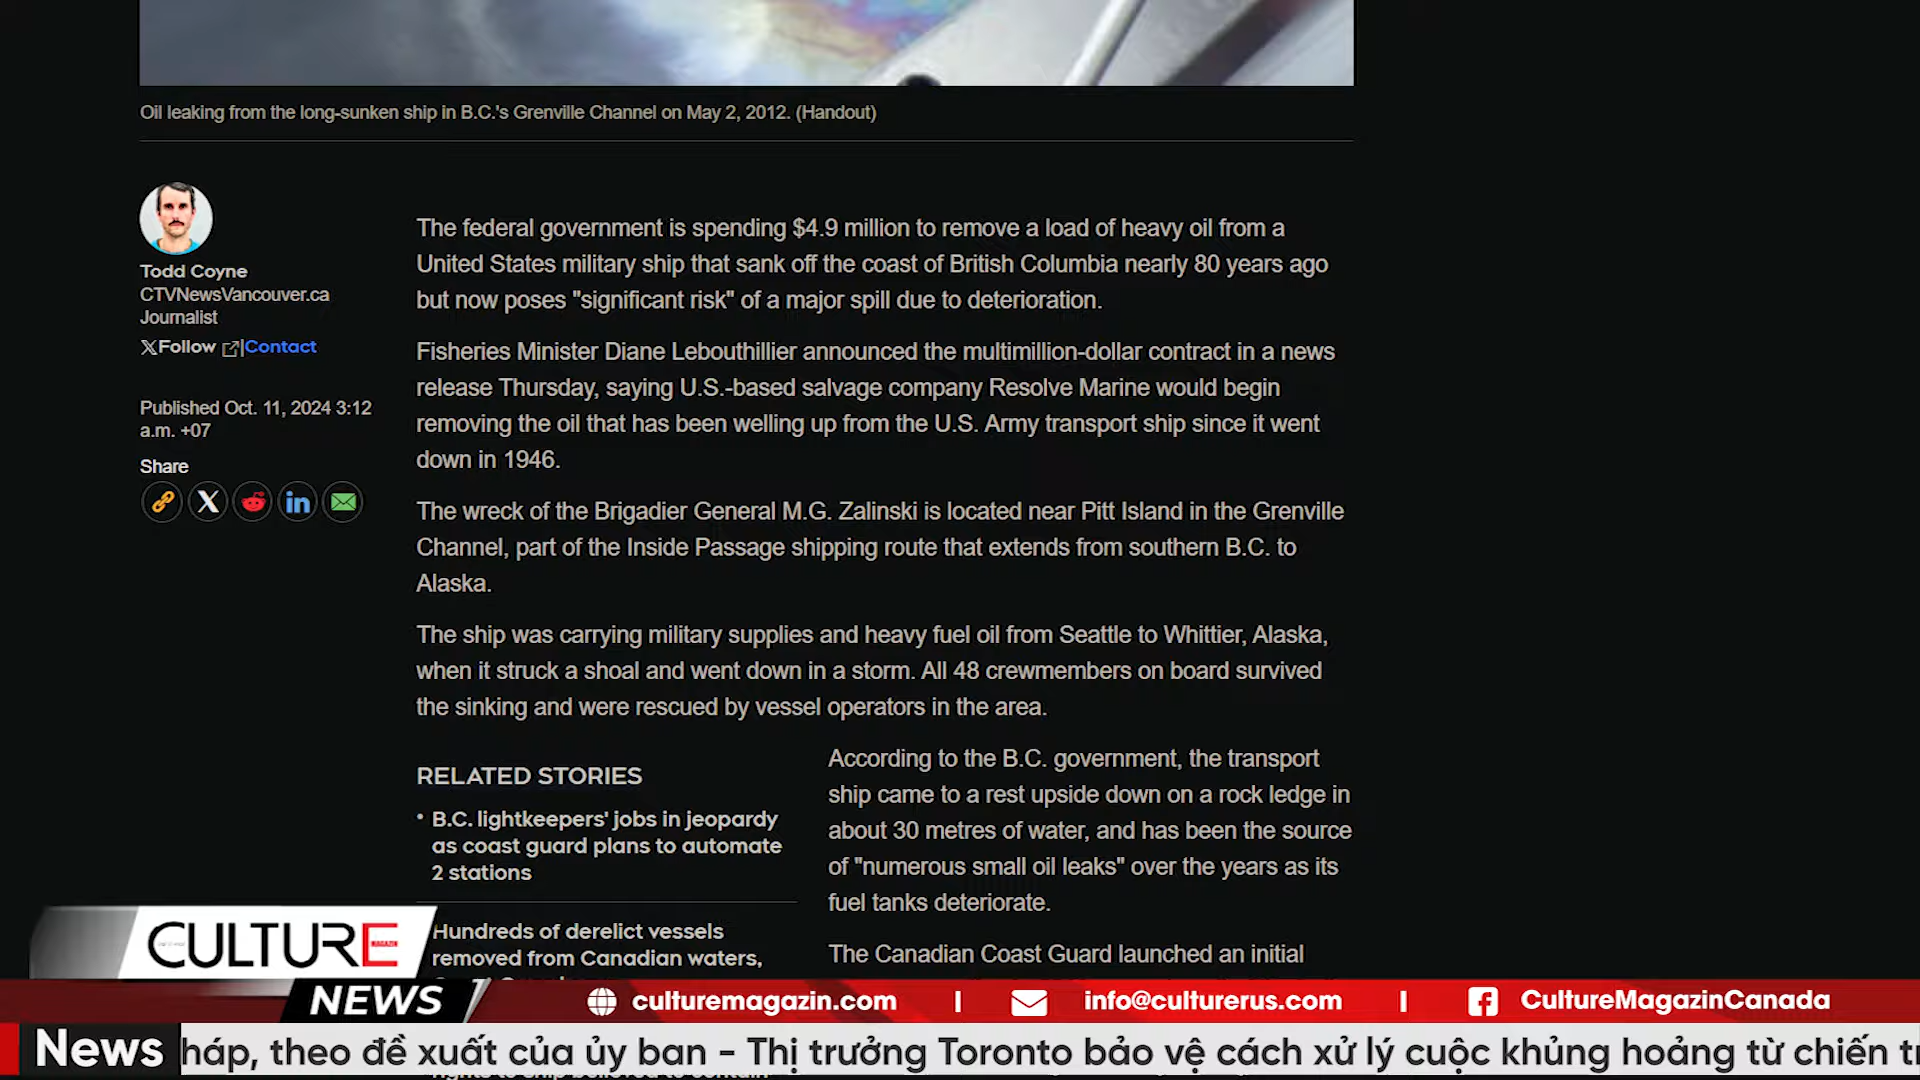 Oil leaking from the long-sunken ship in B.C.'s Grenville Channel on May 2, 2012. (Handout)
Todd Coyne
CTVNewsVancouver.ca
Journalist
Follow | Contact
Published Oct. 11, 2024 3:12
a.m. +07
Share
The federal government is spending $4.9 million to remove a load of heavy oil from a
United States military ship that sank off the coast of British Columbia nearly 80 years ago
but now poses "significant risk" of a major spill due to deterioration.
Fisheries Minister Diane Lebouthillier announced the multimillion-dollar contract in a news
release Thursday, saying U.S.-based salvage company Resolve Marine would begin
removing the oil that has been welling up from the U.S. Army transport ship since it went
down in 1946.
The wreck of the Brigadier General M.G. Zalinski is located near Pitt Island in the Grenville
Channel, part of the Inside Passage shipping route that extends from southern B.C. to
Alaska.
The ship was carrying military supplies and heavy fuel oil from Seattle to Whittier, Alaska,
when it struck a shoal and went down in a storm. All 48 crewmembers on board survived
the sinking and were rescued by vessel operators in the area.
RELATED STORIES
• B.C. lightkeepers' jobs in jeopardy
as coast guard plans to automate
2 stations
Hundreds of derelict vessels
removed from Canadian waters,
According to the B.C. government, the transport
ship came to a rest upside down on a rock ledge in
about 30 metres of water, and has been the source
of "numerous small oil leaks" over the years as its
fuel tanks deteriorate.
The Canadian Coast Guard launched an initial
CULTURE
MAGAZIN
NEWS
culturemagazin.com | info@culturerus.com | CultureMagazinCanada
News
háp, theo đề xuất của ủy ban - Thị trưởng Toronto bảo vệ cách xử lý cuộc khủng hoảng từ chiến